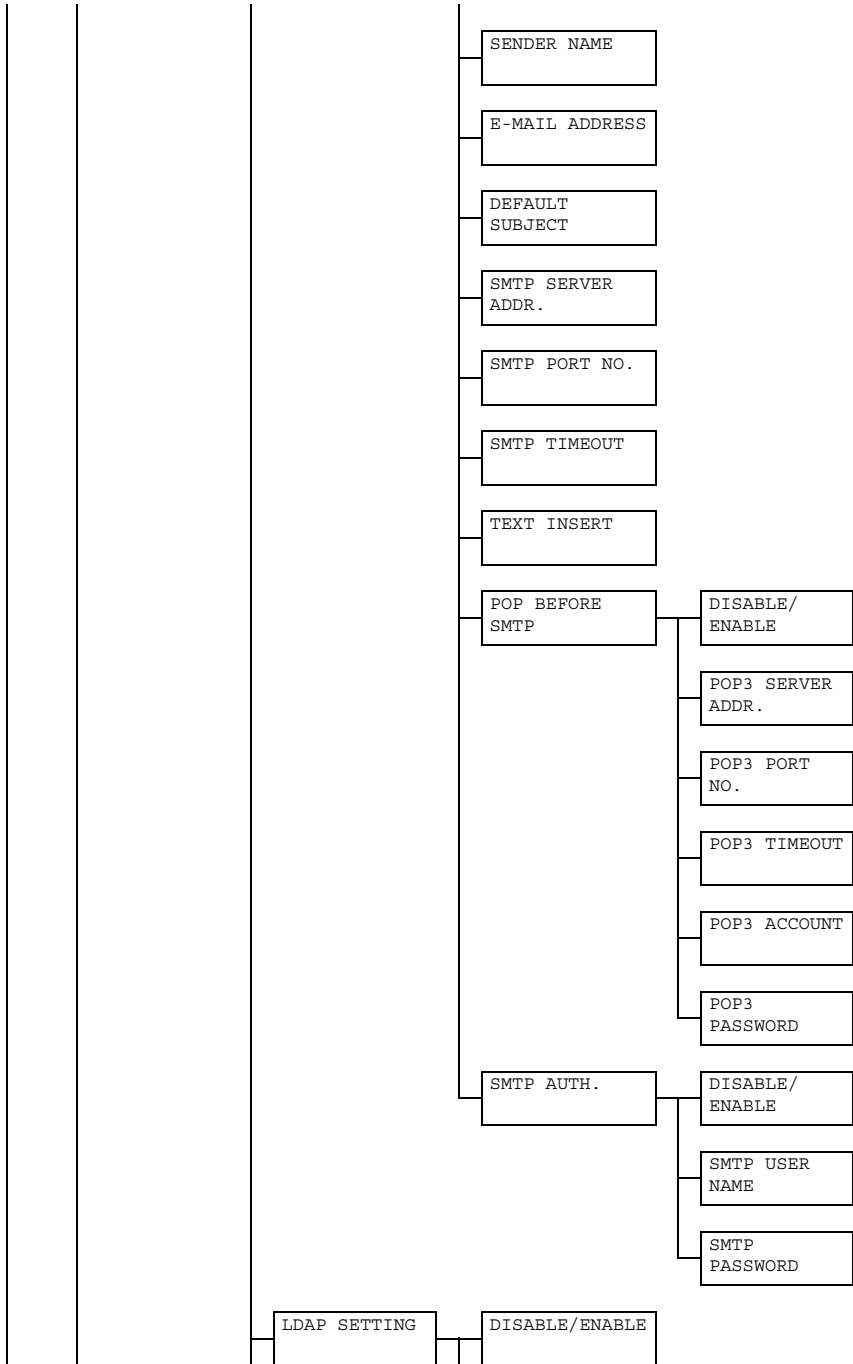 SENDER NAME
E-MAIL ADDRESS
DEFAULT
SUBJECT
SMTP SERVER
ADDR.
SMTP PORT NO.
SMTP TIMEOUT
TEXT INSERT
POP BEFORE
SMTP
DISABLE/
ENABLE
POP3 SERVER
ADDR.
POP3 PORT
NO.
POP3 TIMEOUT
POP3 ACCOUNT
POP3
PASSWORD
SMTP AUTH.
DISABLE/
ENABLE
SMTP USER
NAME
SMTP
PASSWORD
LDAP SETTING
DISABLE/ENABLE